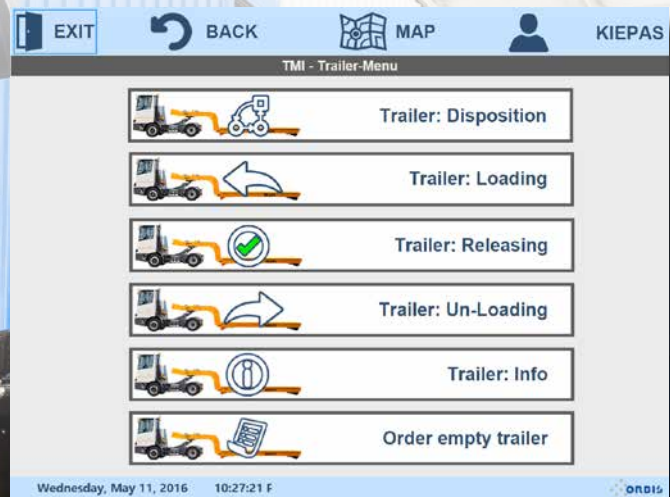 EXIT BACK MAP KIEPAS
TMI - Trailer-Menu
Trailer: Disposition
Trailer: Loading
Trailer: Releasing
Trailer: Un-Loading
Trailer: Info
Order empty trailer
Wednesday, May 11, 2016 10:27:21 F
ORBIS